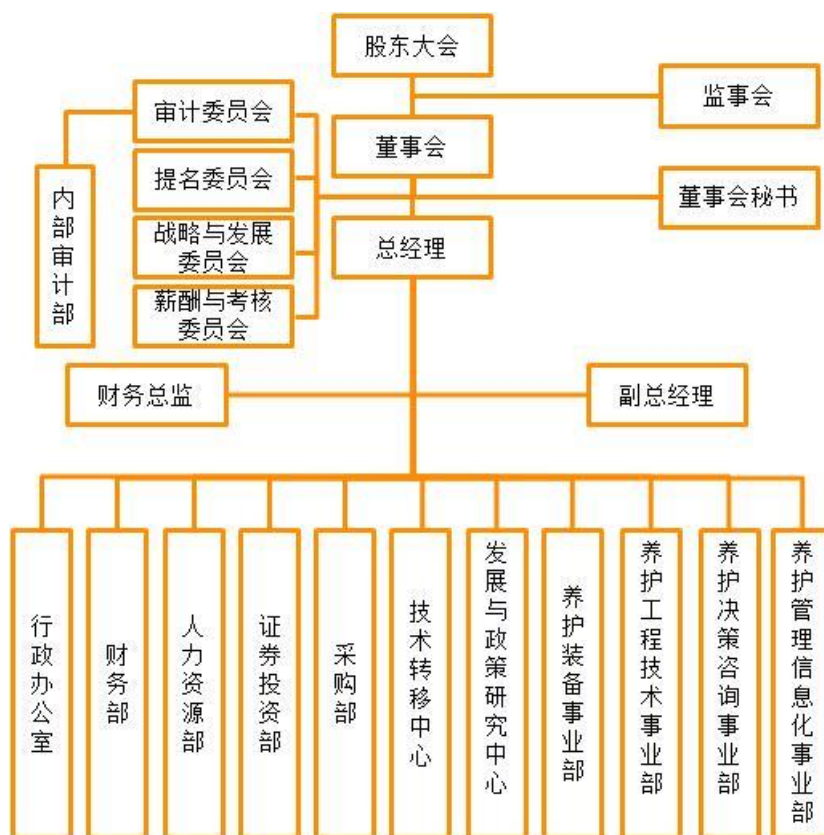 股东大会
监事会
审计委员会
董事会
提名委员会
董事会秘书
内部审计部
战略与发展
委员会
总经理
薪酬与考核
委员会
财务总监
副总经理
行政办公室
财务部
人力资源部
证券投资部
采购部
技术转移中心
发展与政策研究中心
养护装备事业部
养护工程技术事业部
养护决策咨询事业部
养护管理信息化事业部